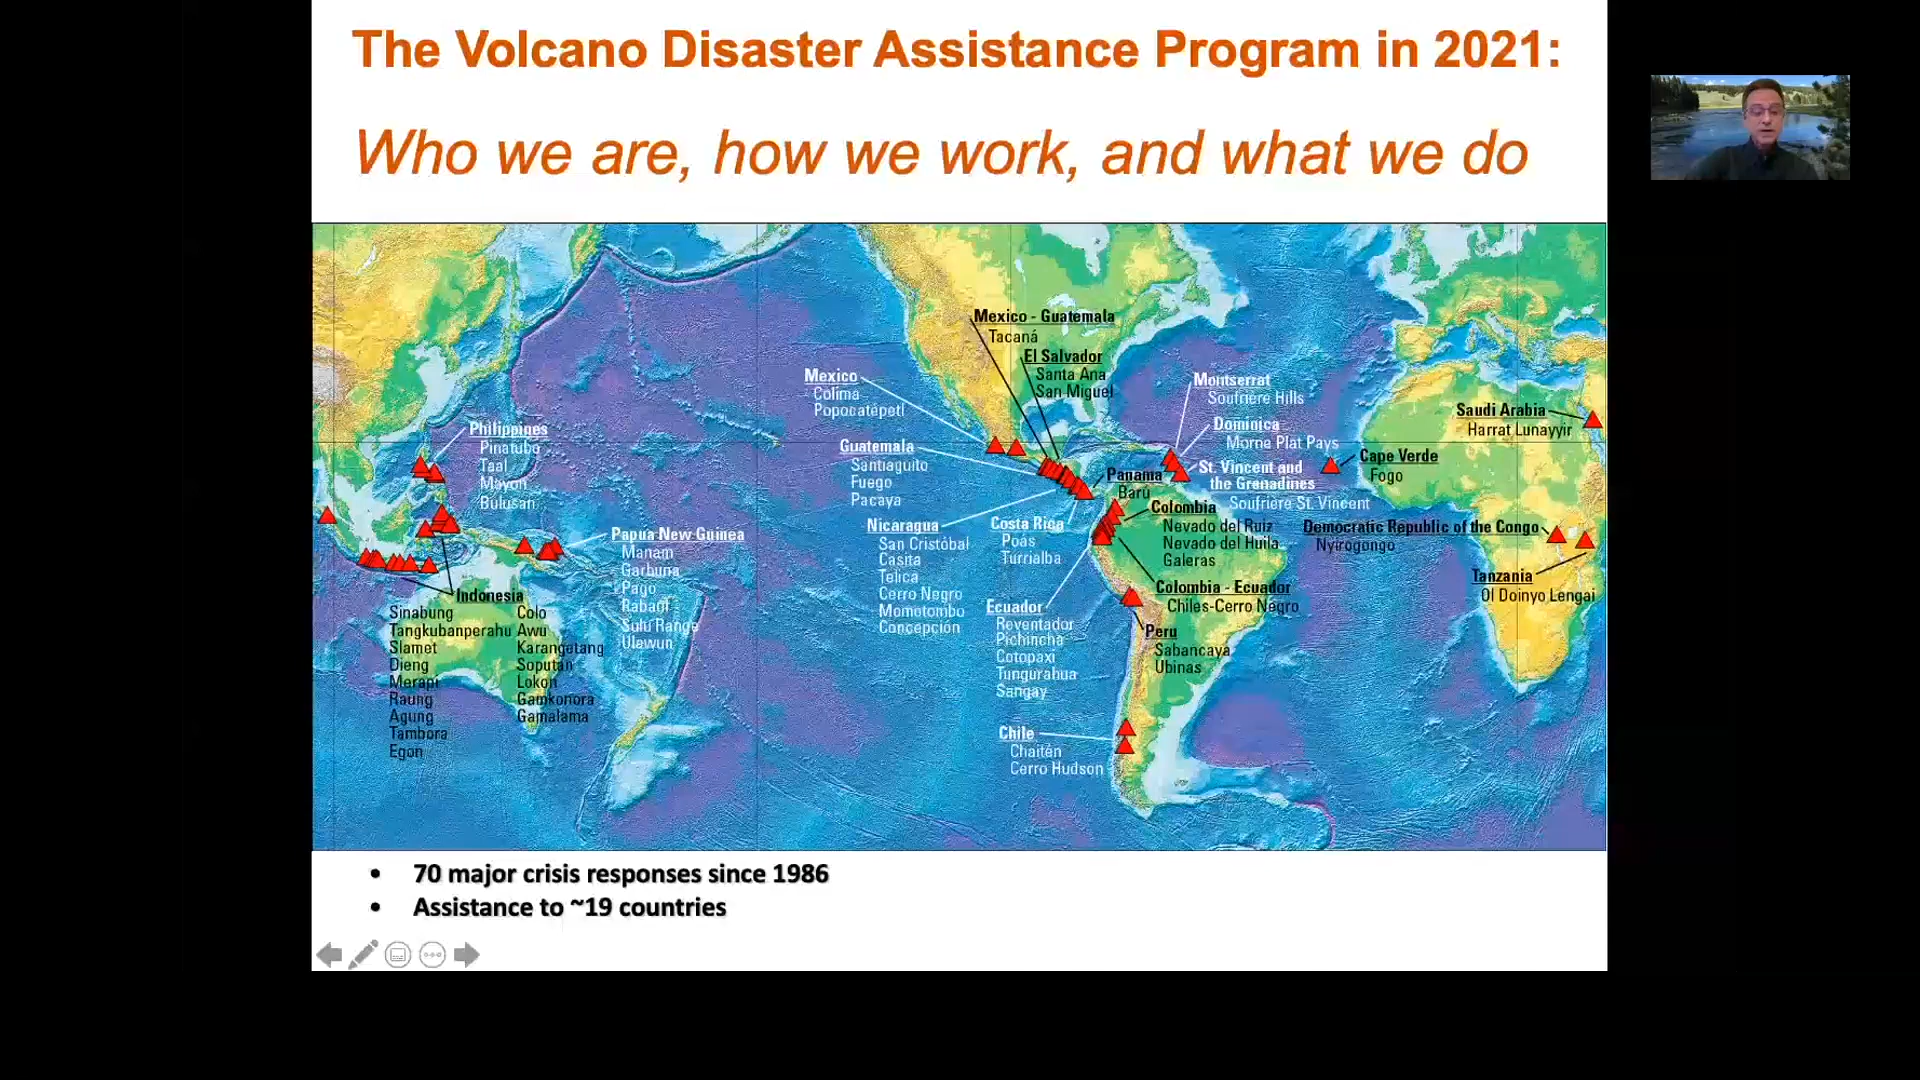 The Volcano Disaster Assistance Program in 2021:
Who we are, how we work, and what we do
Mexico - Guatemala
Tacaná
El Salvador
Santa Ana
San Miguel
Mexico
Colima
Popocatépetl
Guatemala
Santiaguito
Fuego
Pacaya
Nicaragua
San Cristóbal
Casita
Telica
Cerro Negro
Momotombo
Concepción
Costa Rica
Poás
Turrialba
Panama
Barú
Ecuador
Reventador
Pichincha
Cotopaxi
Tungurahua
Sangay
Chile
Chaitén
Cerro Hudson
Colombia
Nevado del Ruiz
Nevado del Huila
Galeras
Colombia - Ecuador
Chiles-Cerro Negro
Peru
Sabancaya
Ubinas
Montserrat
Soufrière Hills
Dominica
Morne Plat Pays
St. Vincent and
the Grenadines
Soufrière St. Vincent
Cape Verde
Fogo
Saudi Arabia
Harrat Lunayyir
Democratic Republic of the Congo
Nyirogongo
Tanzania
Ol Doinyo Lengai
Philippines
Pinatubo
Taal
Mayon
Bulusan
Papua New Guinea
Manam
Garbuna
Pago
Rabaul
Sulu Range
Ulawun
Indonesia
Sinabung
Tangkubanperahu
Slamet
Dieng
Merapi
Raung
Agung
Tambora
Egon
Colo
Awu
Karangetang
Soputan
Lokon
Gamkonora
Gamalama
• 70 major crisis responses since 1986
• Assistance to ~19 countries